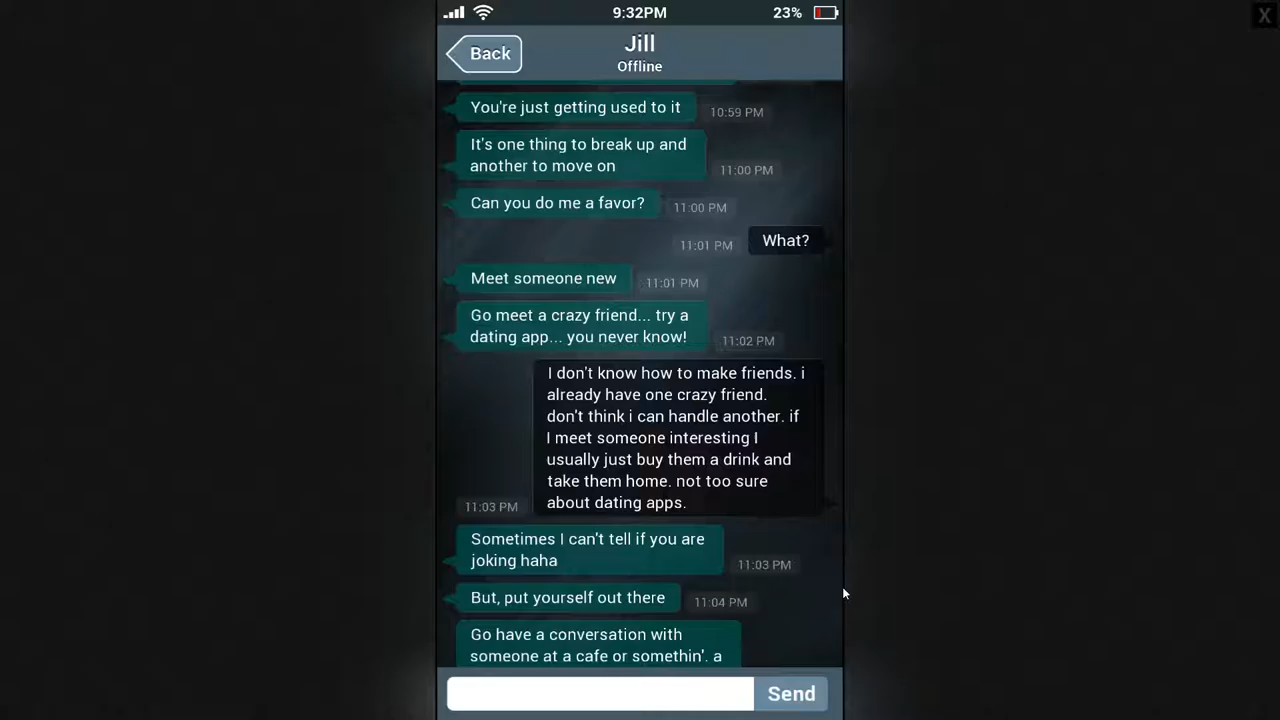 9:32PM
23%
X
Back
Jill
Offline
You're just getting used to it
10:59 PM
It's one thing to break up and
another to move on
11:00 PM
Can you do me a favor?
11:00 PM
What?
11:01 PM
Meet someone new
11:01 PM
Go meet a crazy friend... try a
dating app... you never know!
11:02 PM
I don't know how to make friends. i
already have one crazy friend.
don't think i can handle another. if
I meet someone interesting I
usually just buy them a drink and
take them home. not too sure
about dating apps.
11:03 PM
Sometimes I can't tell if you are
joking haha
11:03 PM
But, put yourself out there
11:04 PM
Go have a conversation with
someone at a cafe or somethin'. a
Send